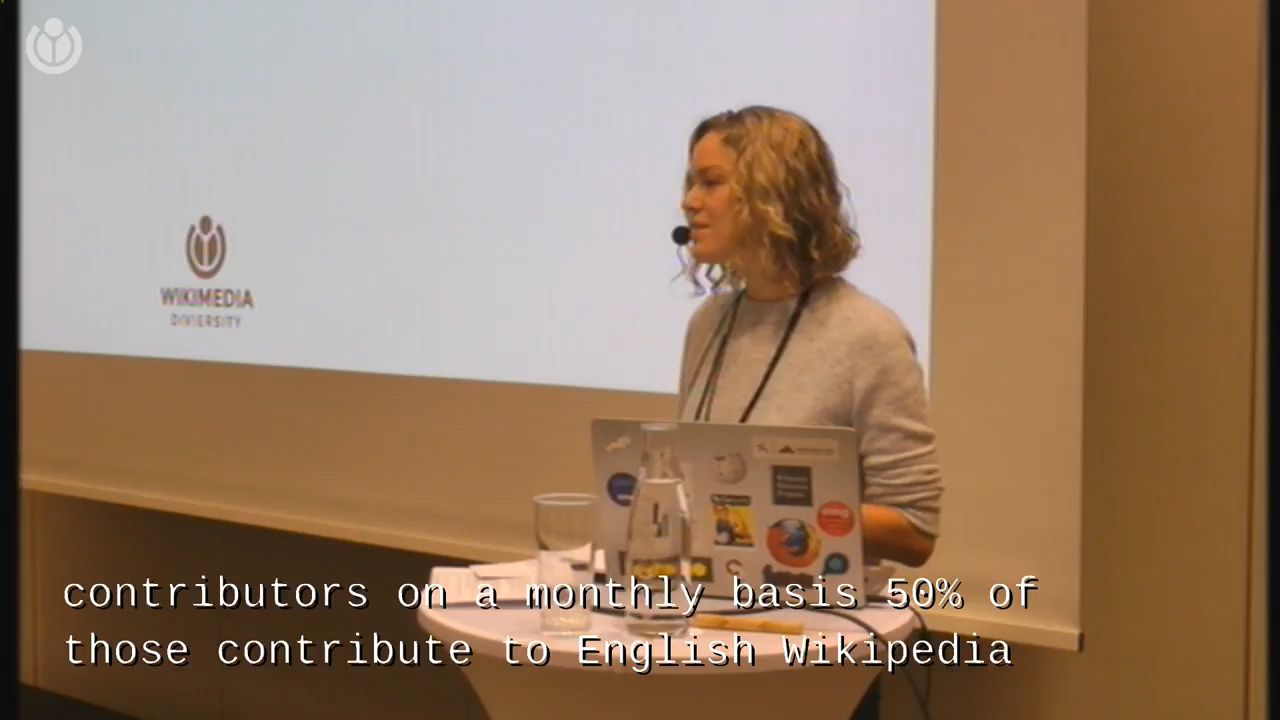 WIKIMEDIA
DIVERSITY
contributors on a monthly basis 50% of
those contribute to English Wikipedia